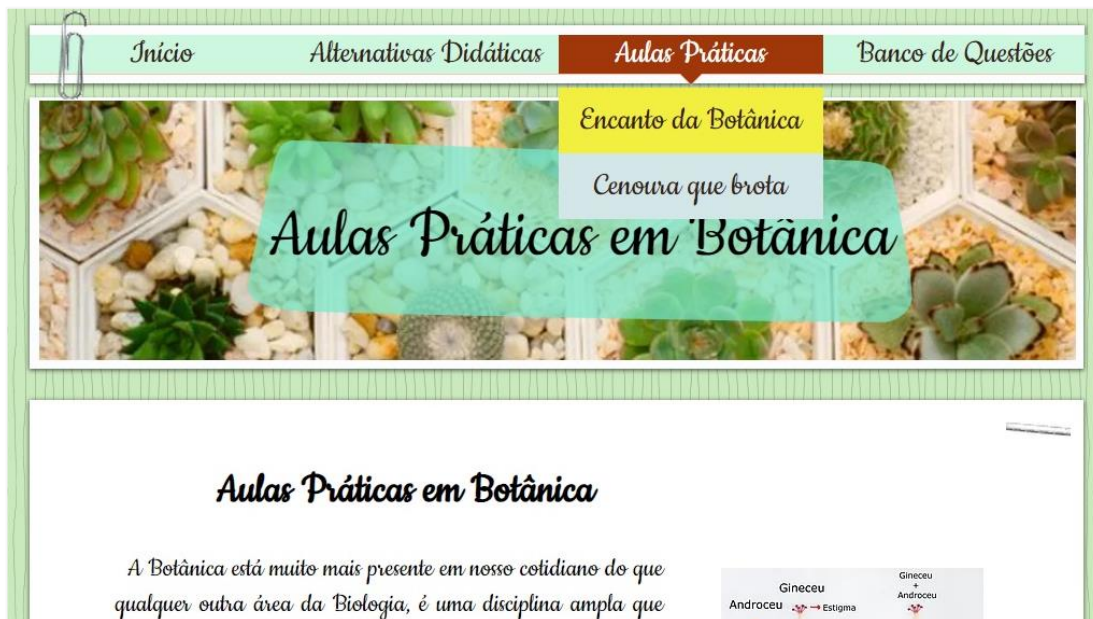 Início Alternativas Didáticas Aulas Práticas Banco de Questões
Encanto da Botânica
Cenoura que brota
Aulas Práticas em Botânica
Aulas Práticas em Botânica
A Botânica está muito mais presente em nosso cotidiano do que
qualquer outra área da Biologia, é uma disciplina ampla que
Gineceu
Androceu → Estigma
Gineceu
+
Androceu